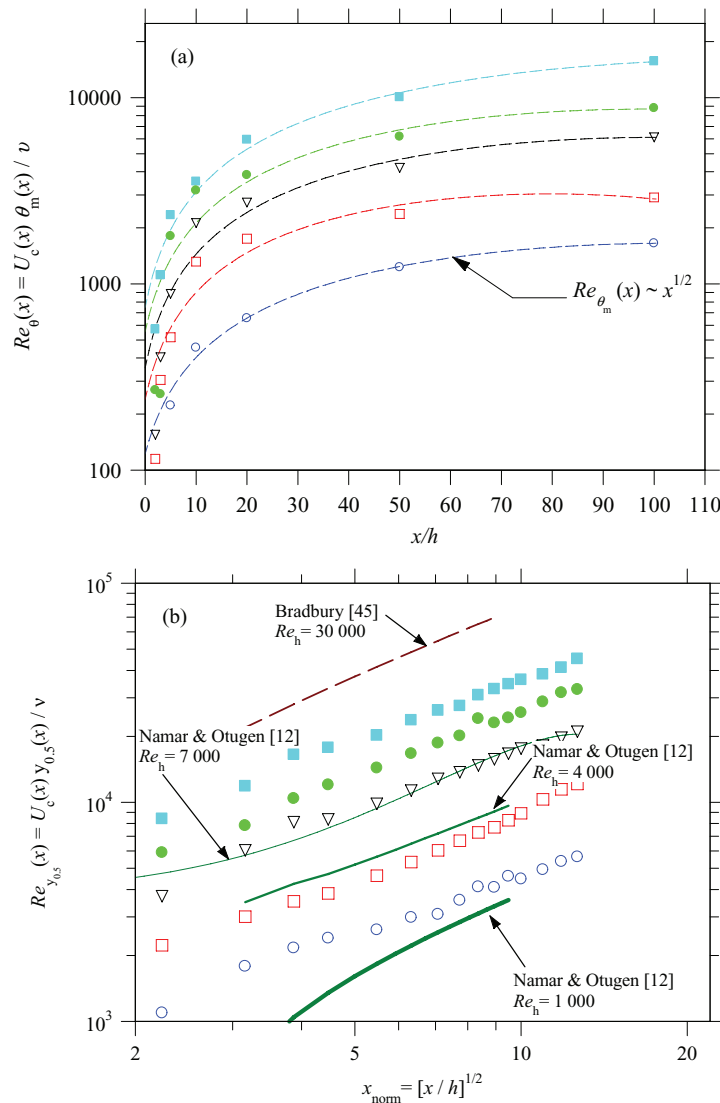 (a)
10000
1000
100
Re_θ(x) = U_c(x) θ_m(x) / υ
Re_θ_m (x) ~ x^1/2
0 10 20 30 40 50 60 70 80 90 100 110
x/h
(b)
10^5
10^4
10^3
Re_y_0.5 (x) = U_c(x) y_0.5(x) / ν
Bradbury [45]
Re_h= 30 000
Namar & Otugen [12]
Re_h= 7 000
Namar & Otugen [12]
Re_h= 4 000
Namar & Otugen [12]
Re_h= 1 000
2 5 10 20
x_norm= [x / h]^1/2